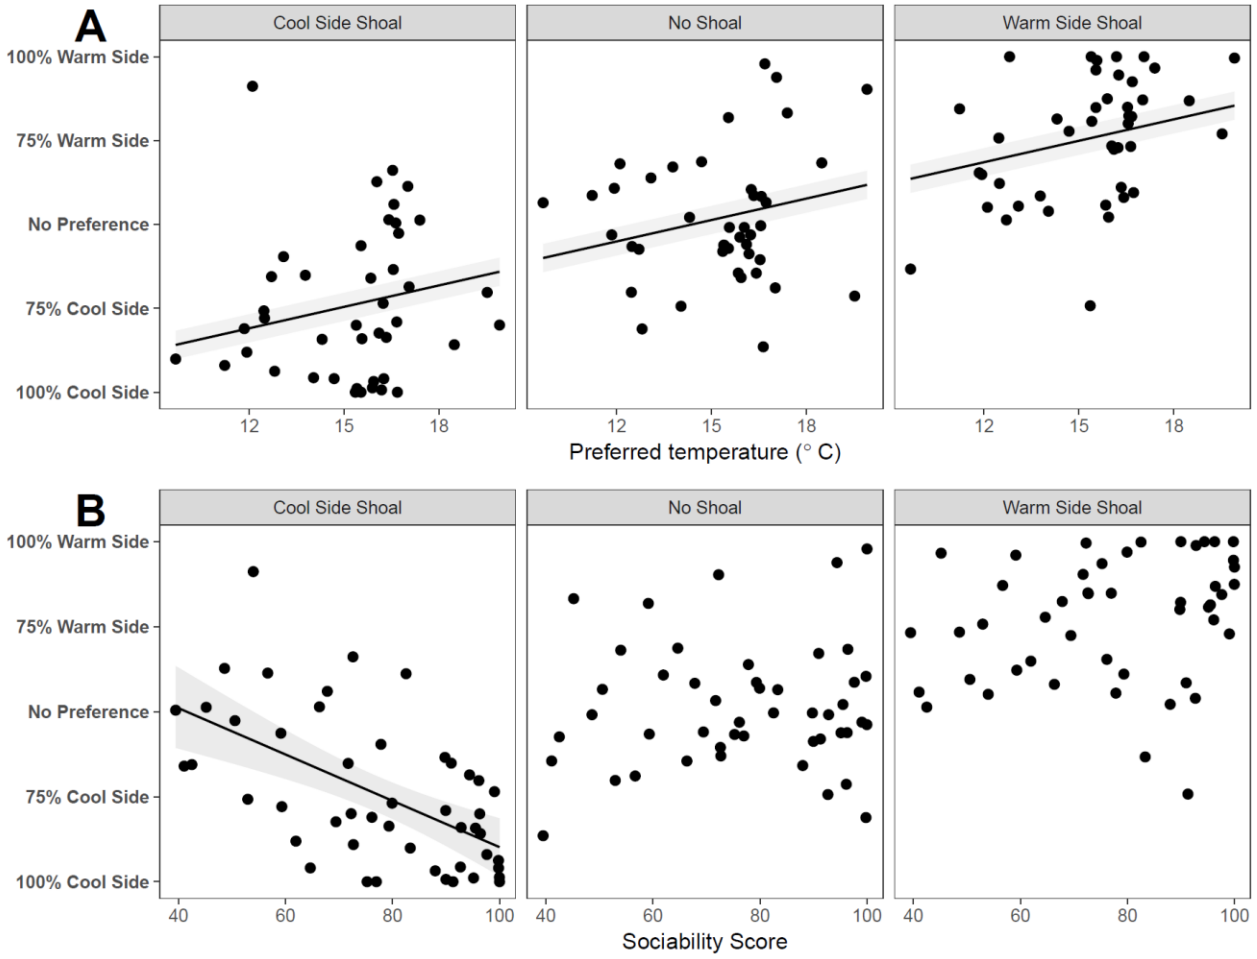 A
Cool Side Shoal
No Shoal
Warm Side Shoal
100% Warm Side
75% Warm Side
No Preference
75% Cool Side
100% Cool Side
12 15 18
12 15 18
12 15 18
Preferred temperature (° C)
B
Cool Side Shoal
No Shoal
Warm Side Shoal
100% Warm Side
75% Warm Side
No Preference
75% Cool Side
100% Cool Side
40 60 80 100
40 60 80 100
40 60 80 100
Sociability Score